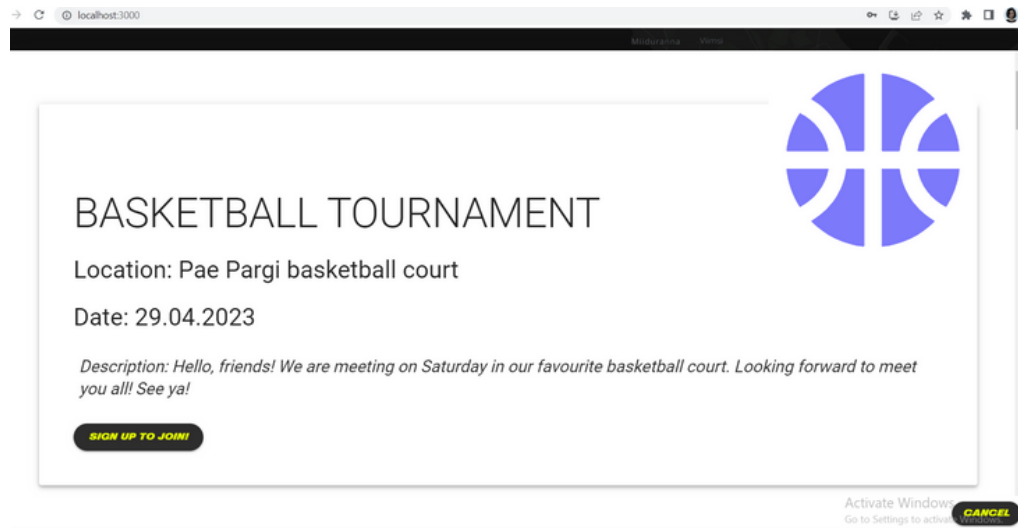 localhost:3000
Miiduranna Viimsi
BASKETBALL TOURNAMENT
Location: Pae Pargi basketball court
Date: 29.04.2023
Description: Hello, friends! We are meeting on Saturday in our favourite basketball court. Looking forward to meet
you all! See ya!
SIGN UP TO JOIN!
Activate Windows
CANCEL
Go to Settings to activate Windows.